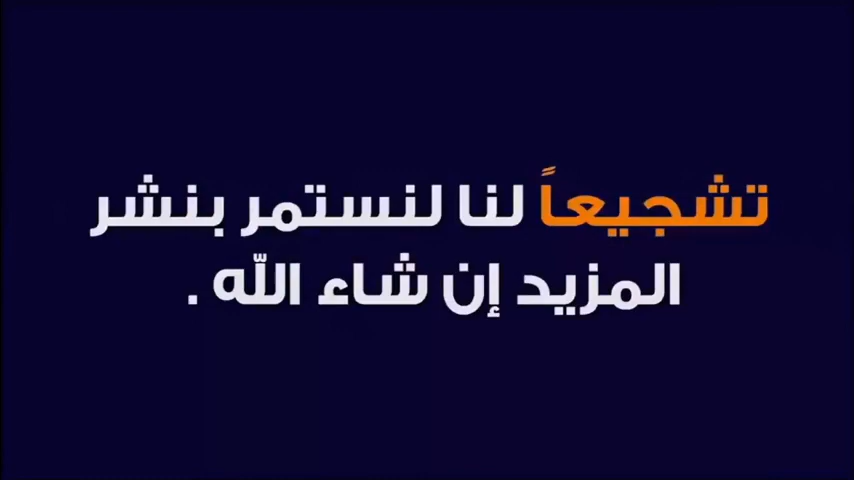 تشجيعاً لنا لنستمر بنشر
المزيد إن شاء الله .